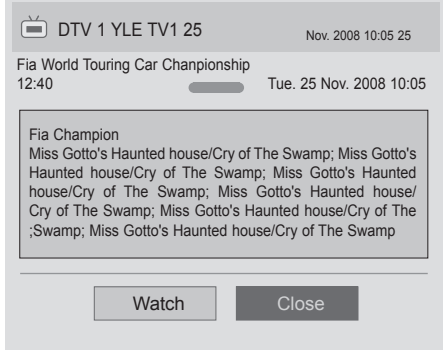 DTV 1 YLE TV1 25
Nov. 2008 10:05 25
Fia World Touring Car Chanpionship
12:40
Tue. 25 Nov. 2008 10:05
Fia Champion
Miss Gotto's Haunted house/Cry of The Swamp; Miss Gotto's
Haunted house/Cry of The Swamp; Miss Gotto's Haunted
house/Cry of The Swamp; Miss Gotto's Haunted house/
Cry of The Swamp; Miss Gotto's Haunted house/Cry of The
;Swamp; Miss Gotto's Haunted house/Cry of The Swamp
Watch
Close